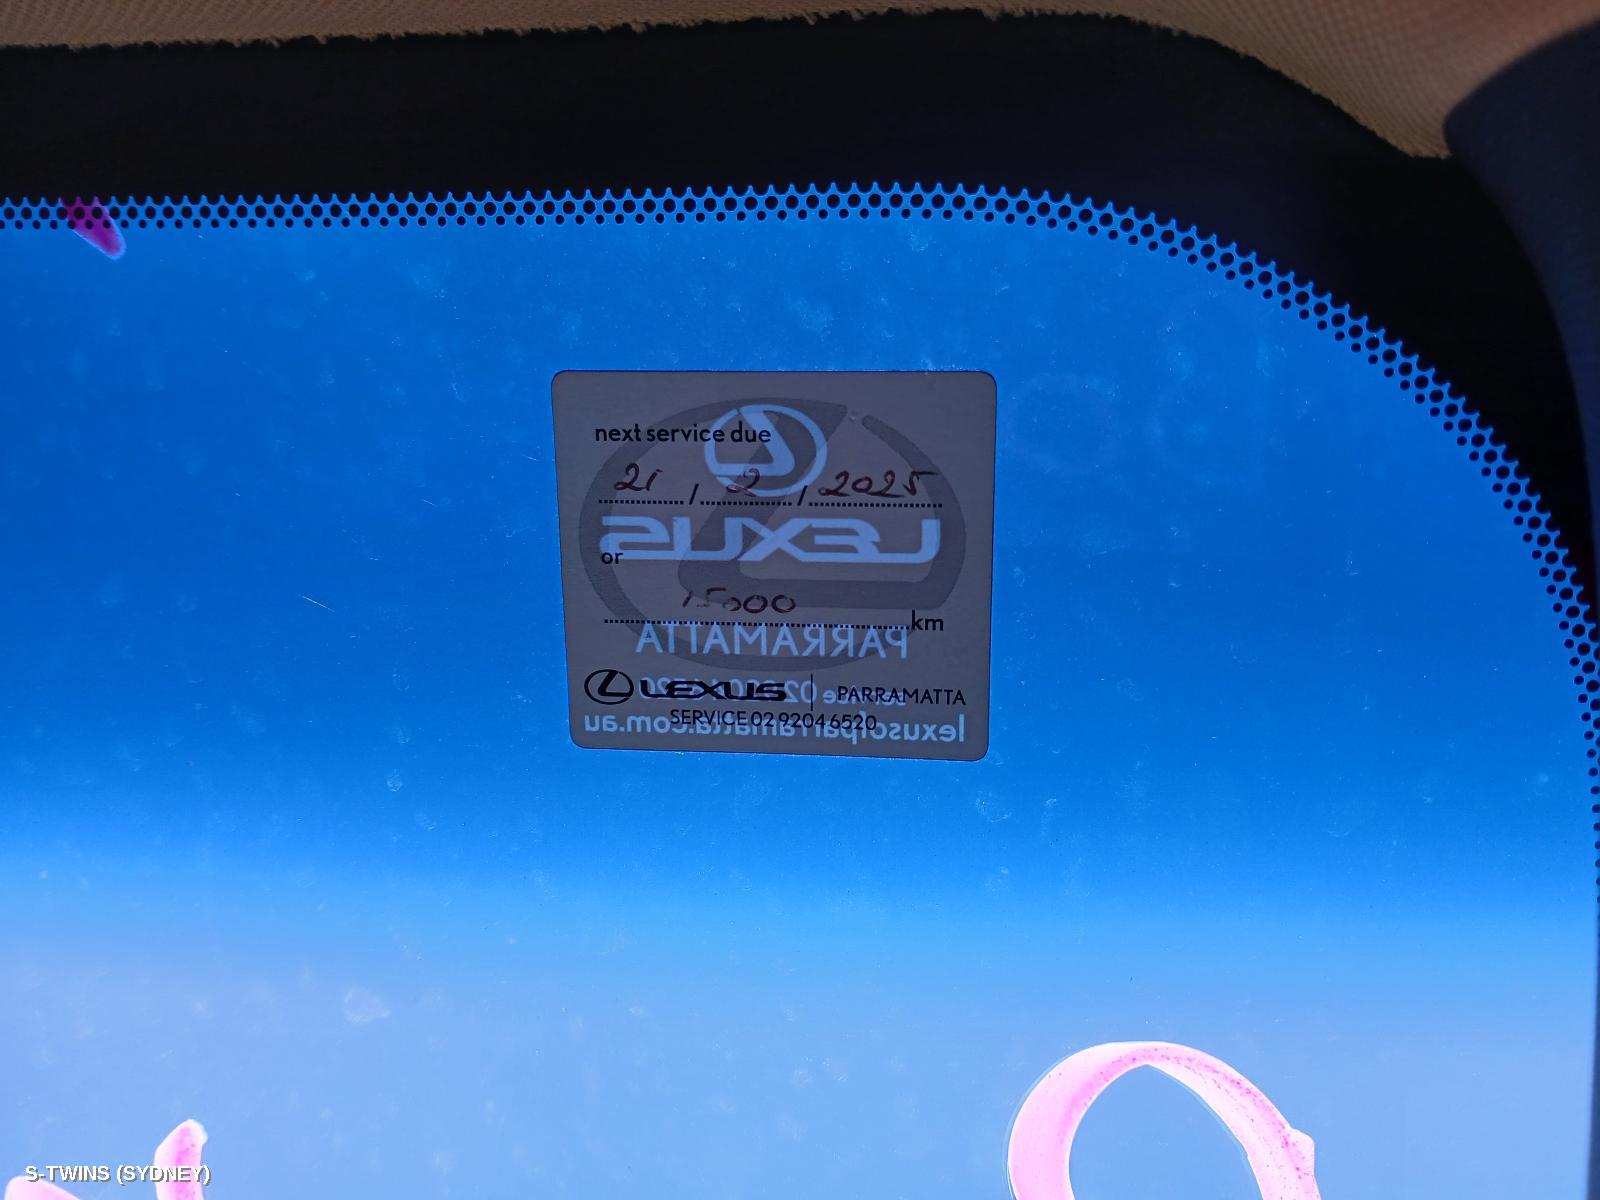 next service due
21 / 2 / 2025
or
15000 km
LEXUS | PARRAMATTA
SERVICE 02 9204 6520
LEXUS
PARRAMATTA
lexusofparramatta.com.au
S-TWINS (SYDNEY)